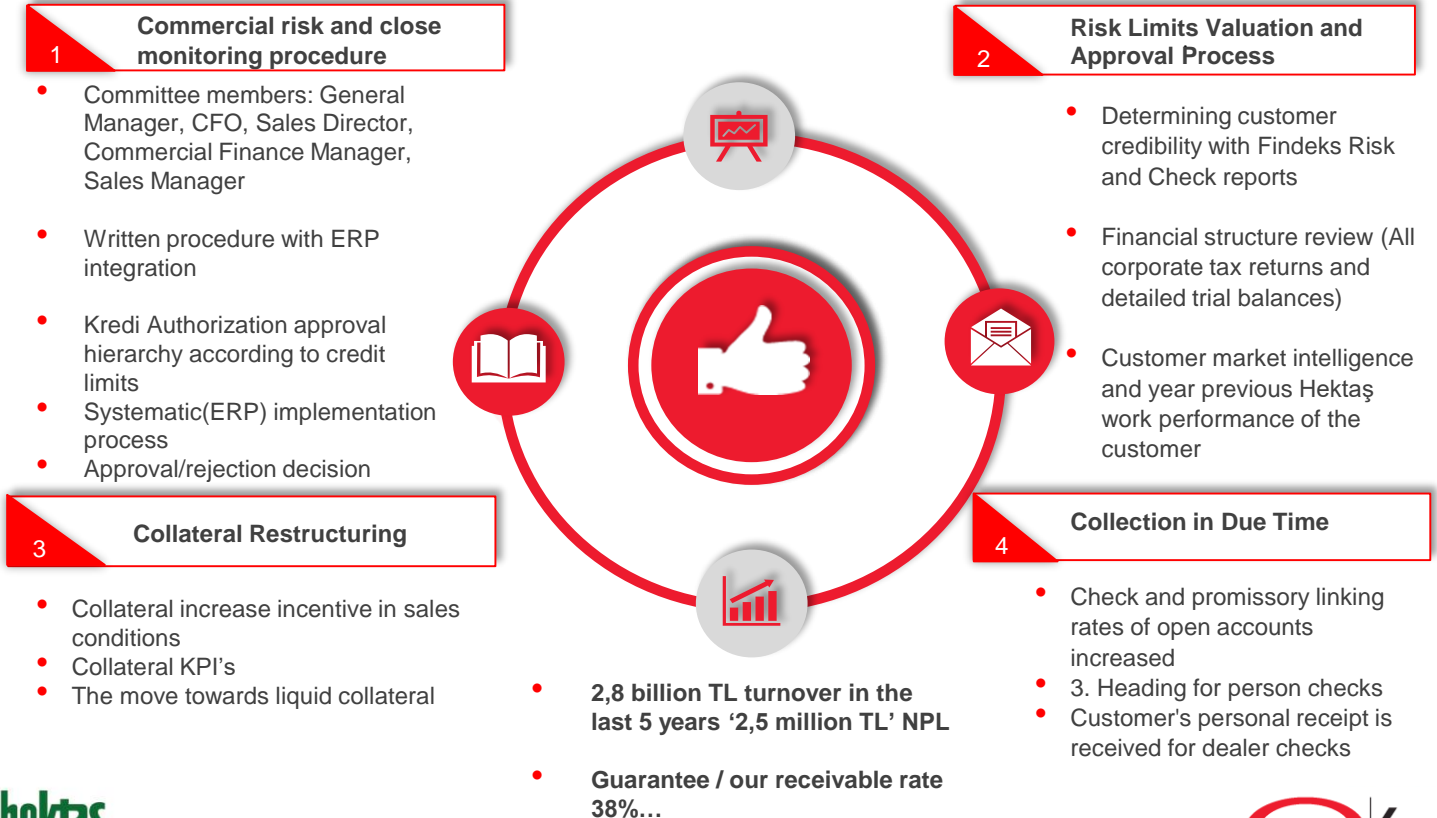 1
Commercial risk and close
monitoring procedure
• Committee members: General
Manager, CFO, Sales Director,
Commercial Finance Manager,
Sales Manager
• Written procedure with ERP
integration
• Kredi Authorization approval
hierarchy according to credit
limits
• Systematic(ERP) implementation
process
• Approval/rejection decision
2
Risk Limits Valuation and
Approval Process
• Determining customer
credibility with Findeks Risk
and Check reports
• Financial structure review (All
corporate tax returns and
detailed trial balances)
• Customer market intelligence
and year previous Hektaş
work performance of the
customer
3
Collateral Restructuring
• Collateral increase incentive in sales
conditions
• Collateral KPI's
• The move towards liquid collateral
• 2,8 billion TL turnover in the
last 5 years ‘2,5 million TL’ NPL
• Guarantee / our receivable rate
38%…
4
Collection in Due Time
• Check and promissory linking
rates of open accounts
increased
• 3. Heading for person checks
• Customer's personal receipt is
received for dealer checks
hektaş